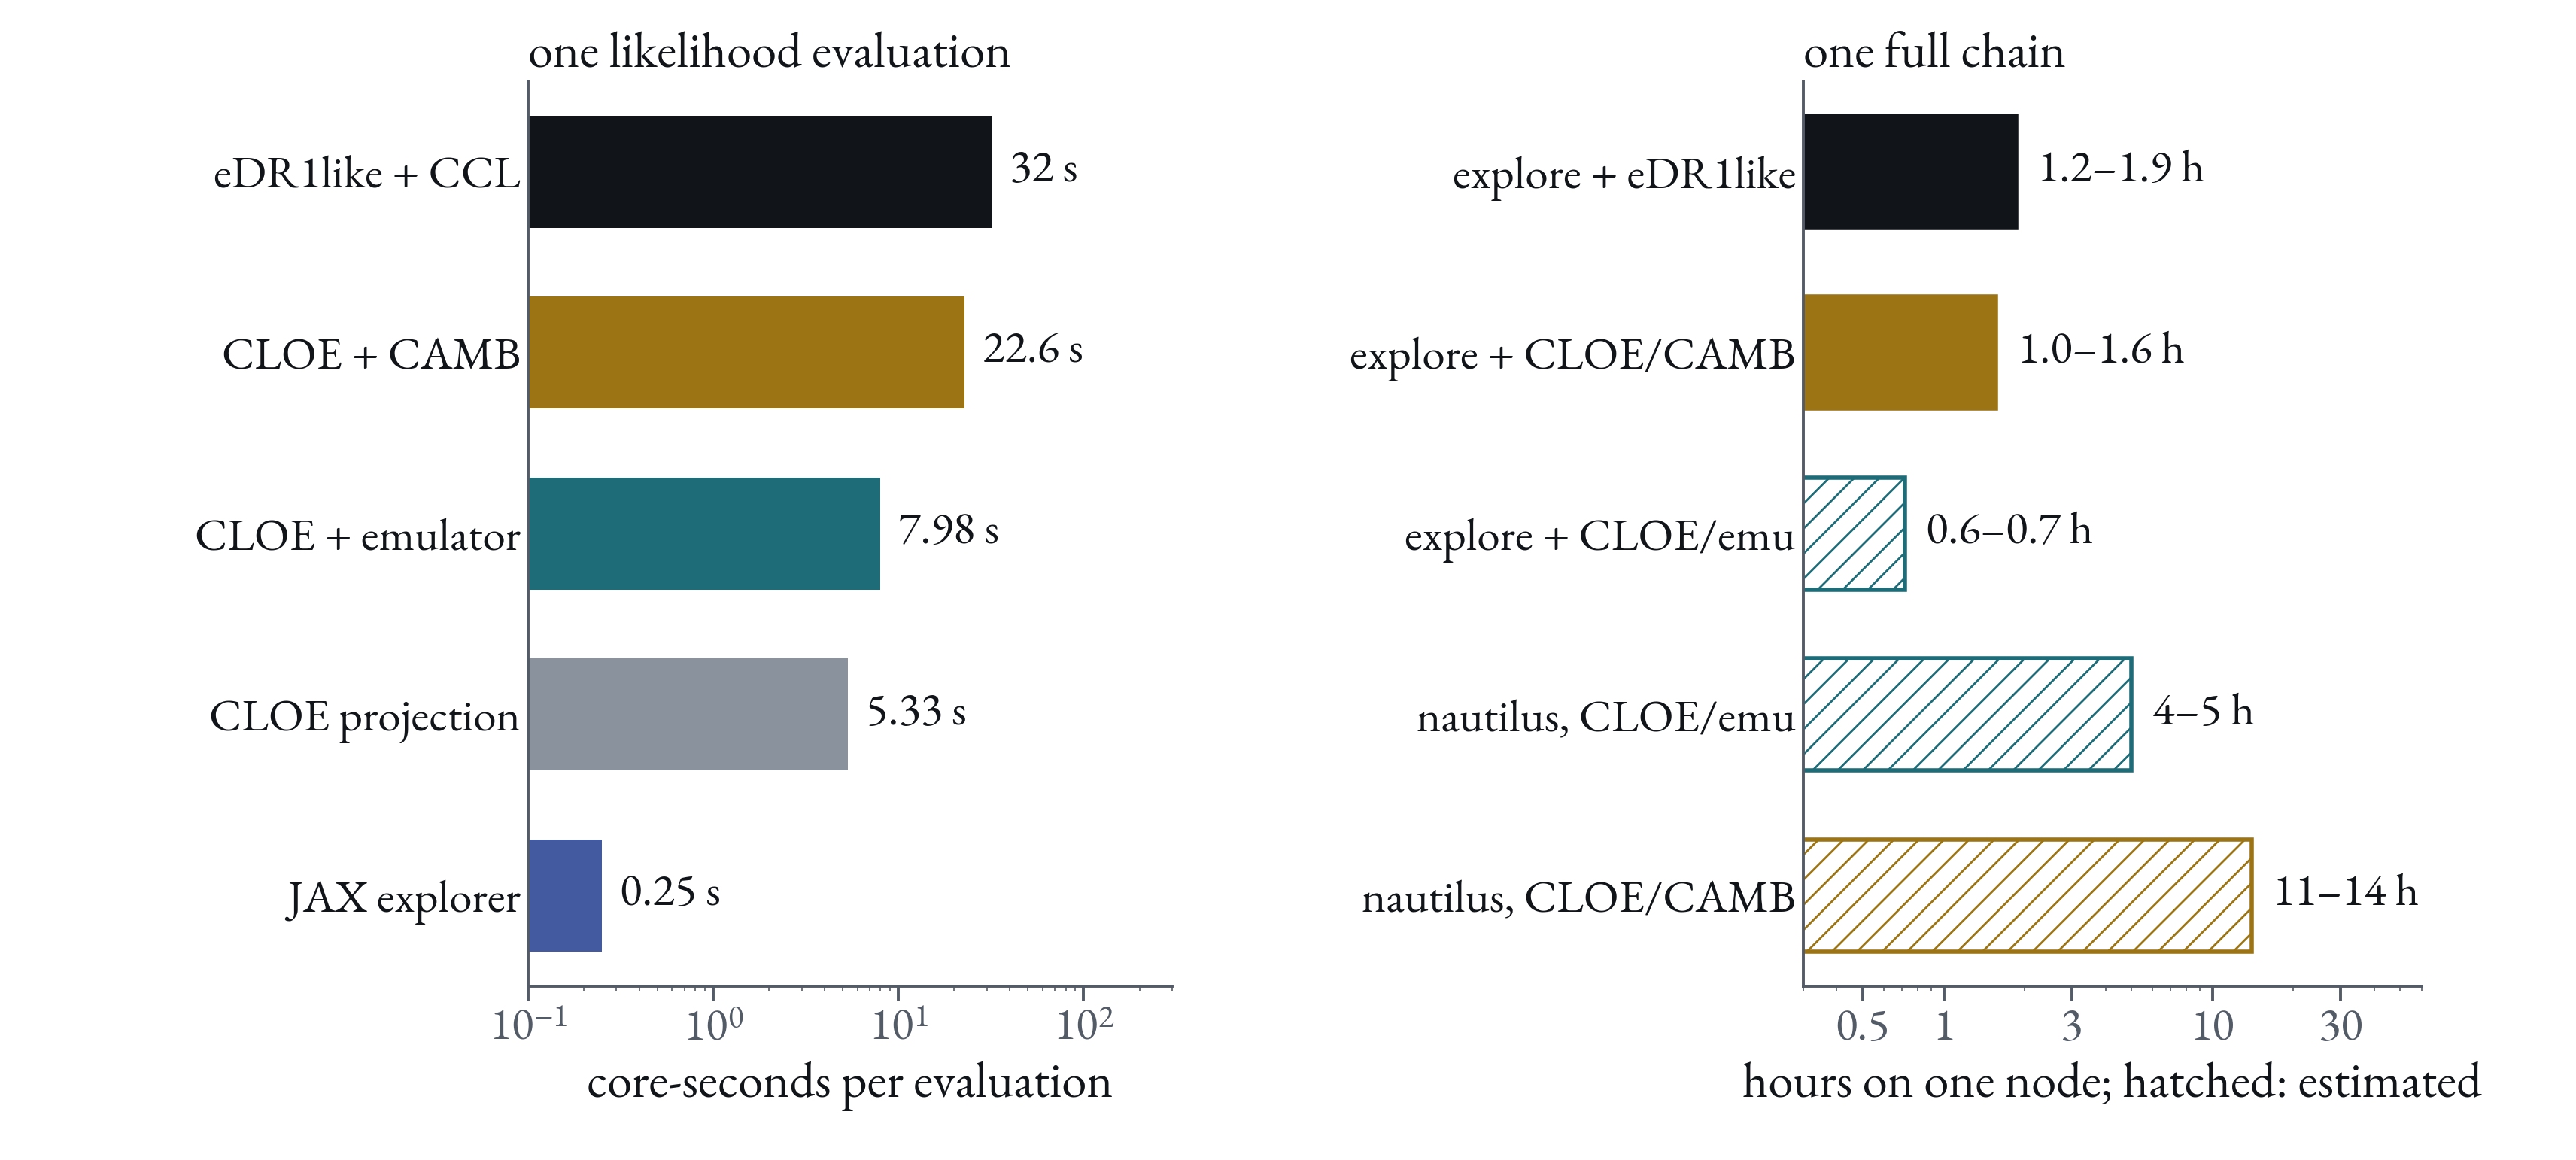 one likelihood evaluation
eDR1like + CCL
32 s
CLOE + CAMB
22.6 s
CLOE + emulator
7.98 s
CLOE projection
5.33 s
JAX explorer
0.25 s
10⁻¹ 10⁰ 10¹ 10²
core-seconds per evaluation
one full chain
explore + eDR1like
1.2–1.9 h
explore + CLOE/CAMB
1.0–1.6 h
explore + CLOE/emu
0.6–0.7 h
nautilus, CLOE/emu
4–5 h
nautilus, CLOE/CAMB
11–14 h
0.5 1 3 10 30
hours on one node; hatched: estimated